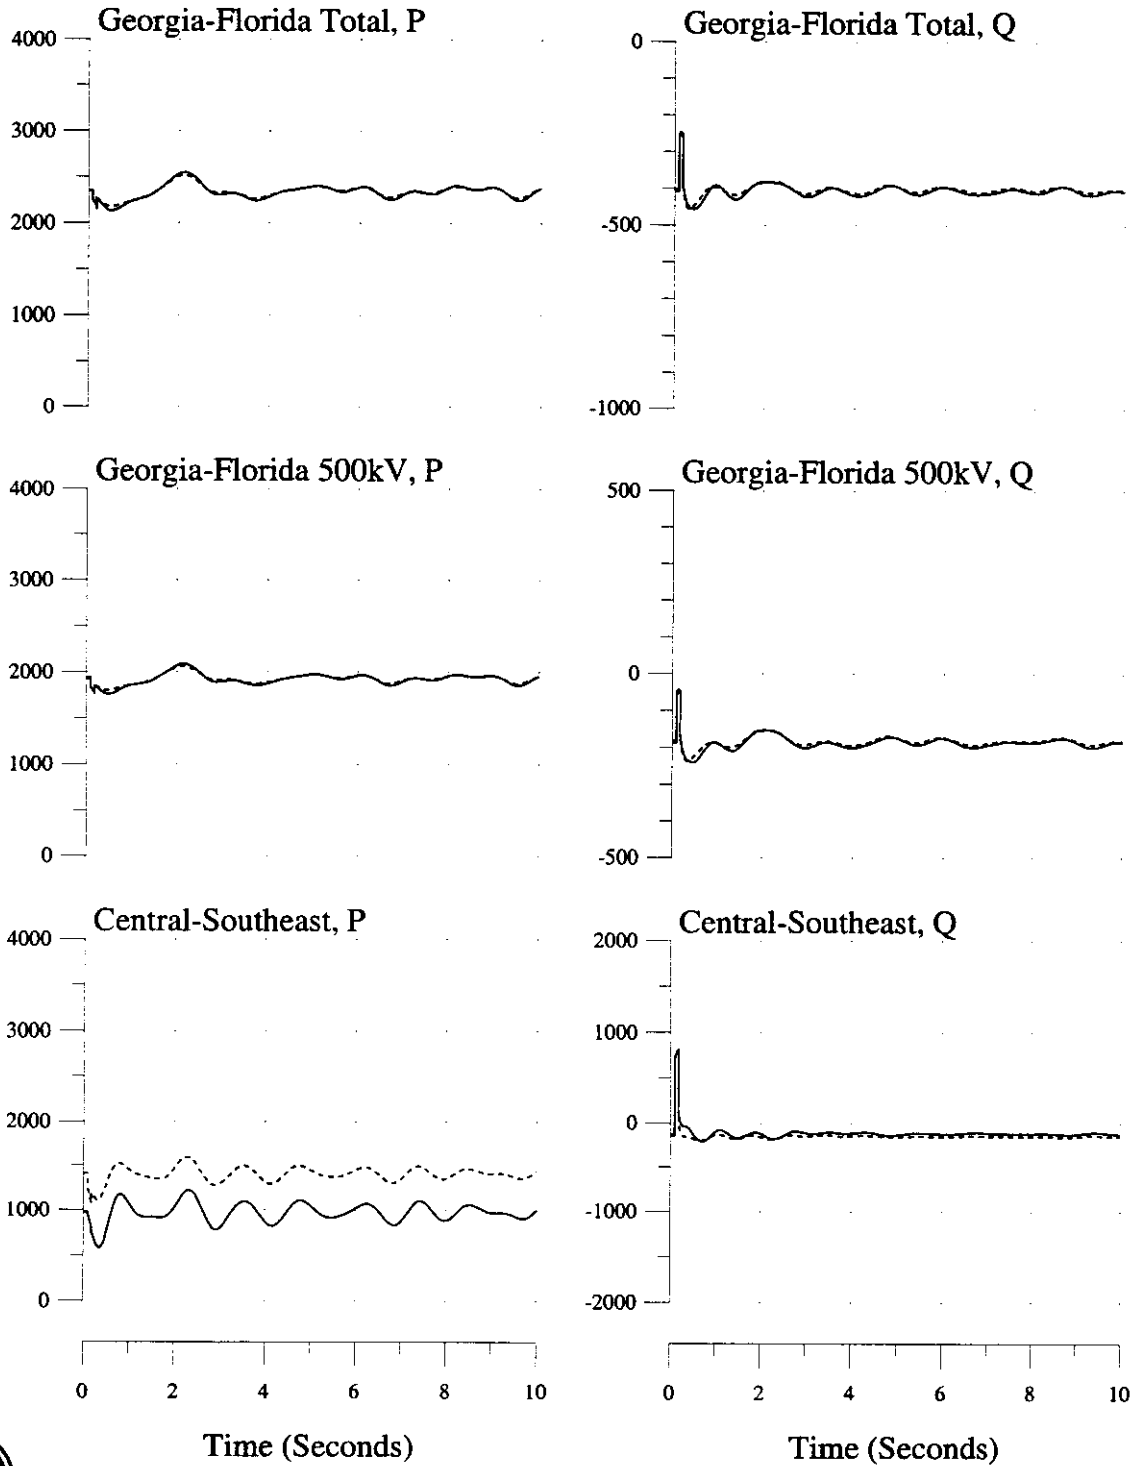 Georgia-Florida Total, P
4000
3000
2000
1000
0
Georgia-Florida Total, Q
0
-500
-1000
Georgia-Florida 500kV, P
4000
3000
2000
1000
0
Georgia-Florida 500kV, Q
500
0
-500
Central-Southeast, P
4000
3000
2000
1000
0
0 2 4 6 8 10
Time (Seconds)
Central-Southeast, Q
2000
1000
0
-1000
-2000
0 2 4 6 8 10
Time (Seconds)